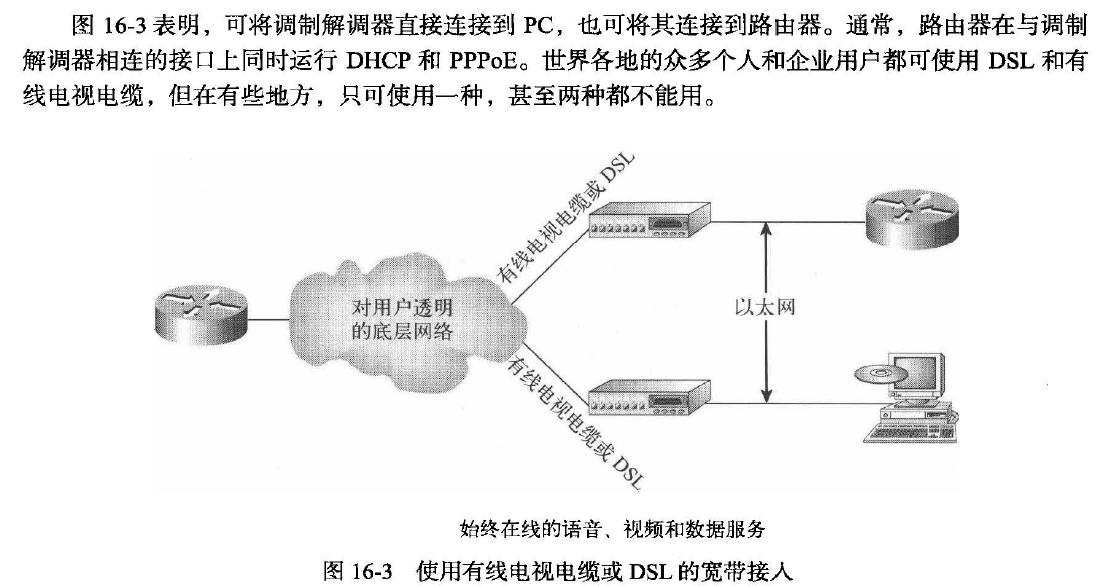 图 16-3 表明，可将调制解调器直接连接到 PC，也可将其连接到路由器。通常，路由器在与调制
解调器相连的接口上同时运行 DHCP 和 PPPoE。世界各地的众多个人和企业用户都可使用 DSL 和有
线电视电缆，但在有些地方，只可使用一种，甚至两种都不能用。
有线电视电缆或 DSL
对用户透明
的底层网络
以太网
有线电视电缆或 DSL
始终在线的语音、视频和数据服务
图 16-3 使用有线电视电缆或 DSL 的宽带接入